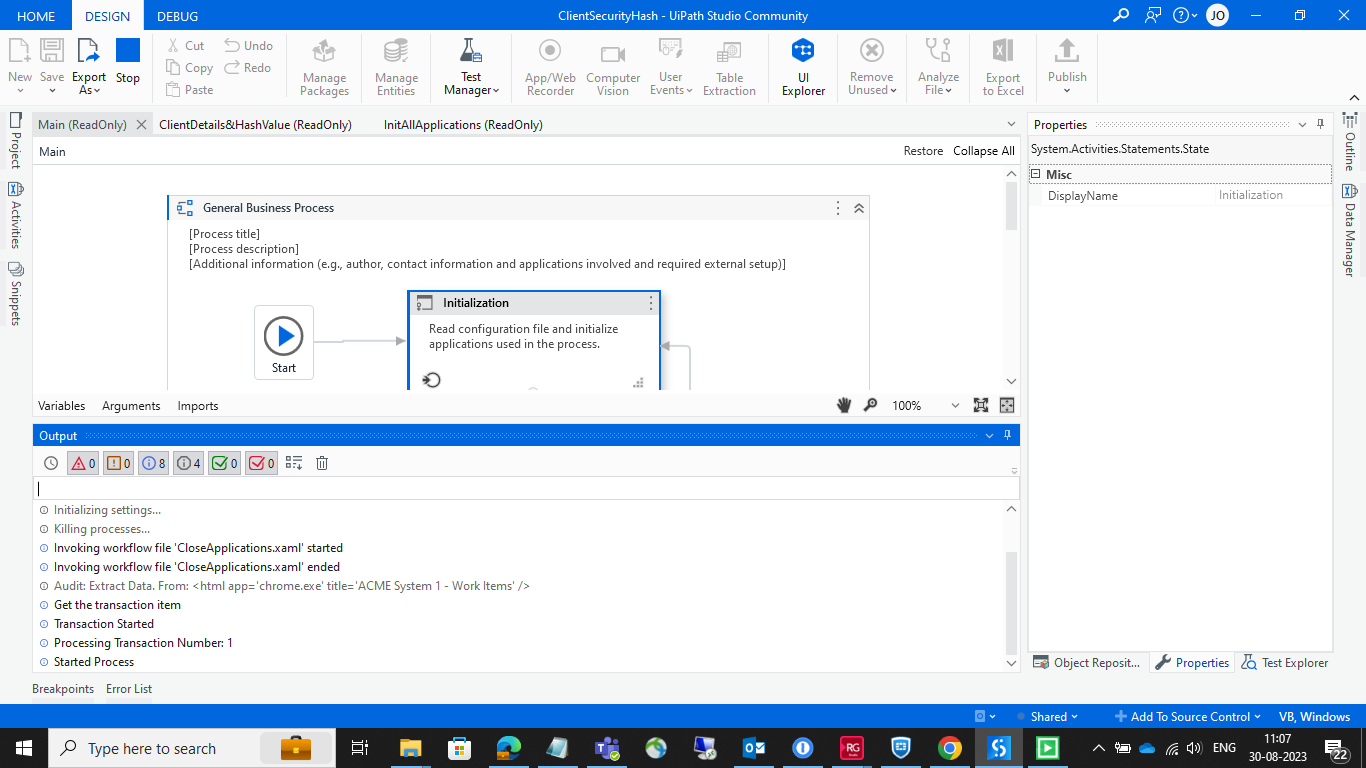 HOME DESIGN DEBUG ClientSecurityHash - UiPath Studio Community JO
New Save Export As Stop Cut Copy Paste Undo Redo Manage Packages Manage Entities Test Manager App/Web Recorder Computer Vision User Events Table Extraction UI Explorer Remove Unused Analyze File Export to Excel Publish
Project
Activities
Snippets
Main (ReadOnly) ClientDetails&HashValue (ReadOnly) InitAllApplications (ReadOnly)
Main Restore Collapse All
General Business Process
[Process title]
[Process description]
[Additional information (e.g., author, contact information and applications involved and required external setup)]
Start
Initialization
Read configuration file and initialize
applications used in the process.
Variables Arguments Imports 100%
Output
0 0 8 4 0 0
Initializing settings...
Killing processes...
Invoking workflow file 'CloseApplications.xaml' started
Invoking workflow file 'CloseApplications.xaml' ended
Audit: Extract Data. From: <html app='chrome.exe' title='ACME System 1 - Work Items' />
Get the transaction item
Transaction Started
Processing Transaction Number: 1
Started Process
Breakpoints Error List
Properties
System.Activities.Statements.State
Misc
DisplayName Initialization
Object Reposit... Properties Test Explorer
Outline
Data Manager
Shared Add To Source Control VB, Windows
Type here to search RG ENG 11:07
30-08-2023 22